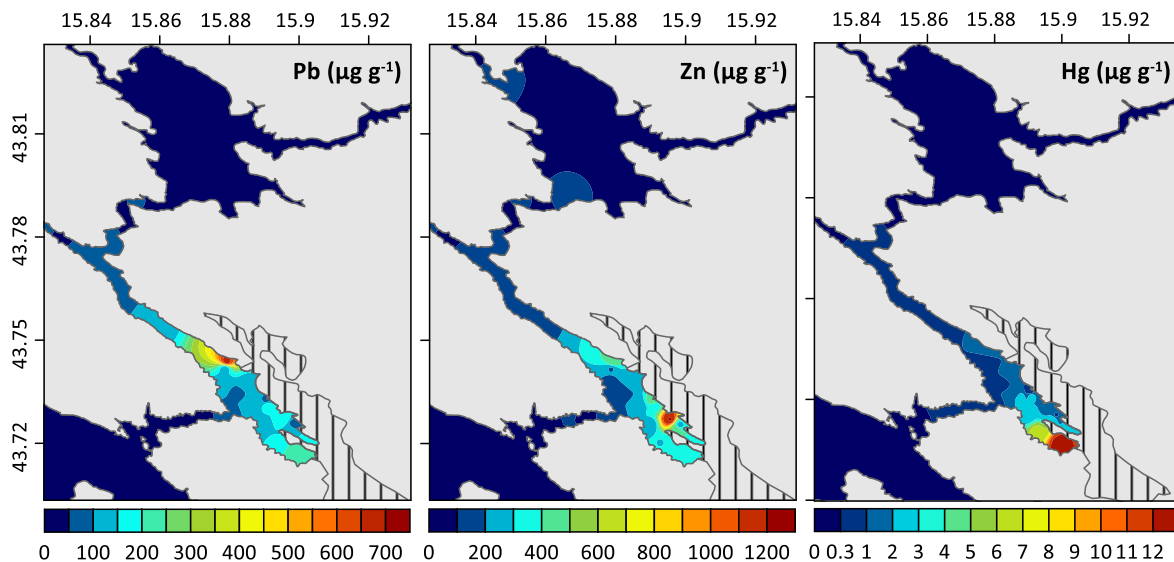 15.84 15.86 15.88 15.9 15.92
15.84 15.86 15.88 15.9 15.92
15.84 15.86 15.88 15.9 15.92
Pb (µg g⁻¹)
Zn (µg g⁻¹)
Hg (µg g⁻¹)
43.81
43.78
43.75
43.72
0 100 200 300 400 500 600 700
0 200 400 600 800 1000 1200
0 0.3 1 2 3 4 5 6 7 8 9 10 11 12